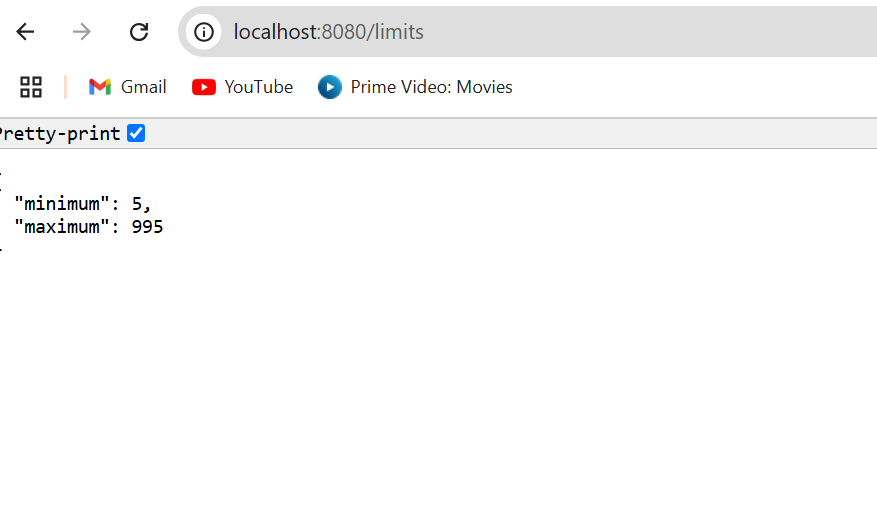 localhost:8080/limits
Gmail YouTube Prime Video: Movies
Pretty-print
"minimum": 5,
"maximum": 995